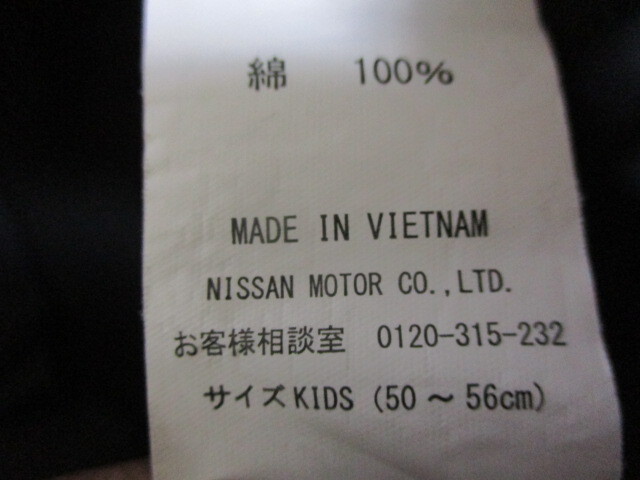 綿 100%
MADE IN VIETNAM
NISSAN MOTOR CO.,LTD.
お客様相談室 0120-315-232
サイズKIDS (50 ～ 56cm)